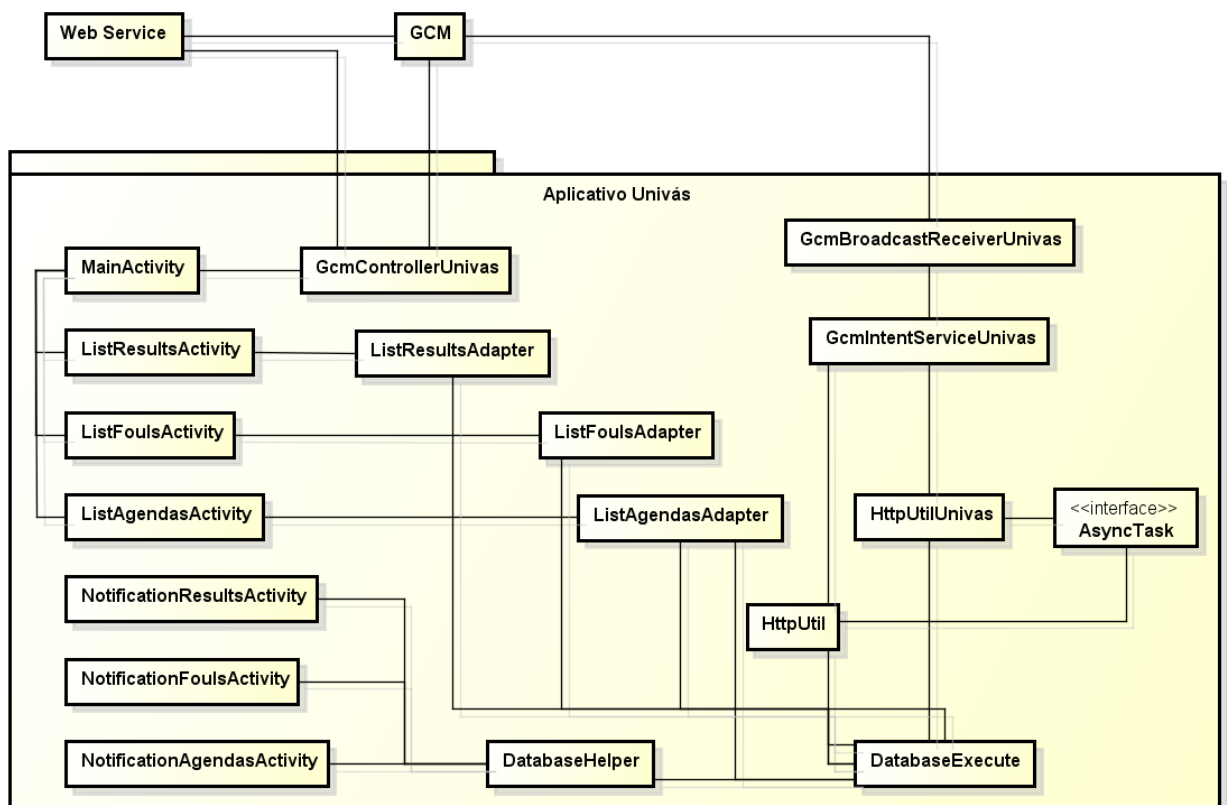 Web Service
GCM
Aplicativo Univás
GcmBroadcastReceiverUnivas
MainActivity
GcmControllerUnivas
GcmIntentServiceUnivas
ListResultsActivity
ListResultsAdapter
ListFoulsActivity
ListFoulsAdapter
ListAgendasActivity
ListAgendasAdapter
HttpUtilUnivas
<<interface>>
AsyncTask
NotificationResultsActivity
HttpUtil
NotificationFoulsActivity
NotificationAgendasActivity
DatabaseHelper
DatabaseExecute